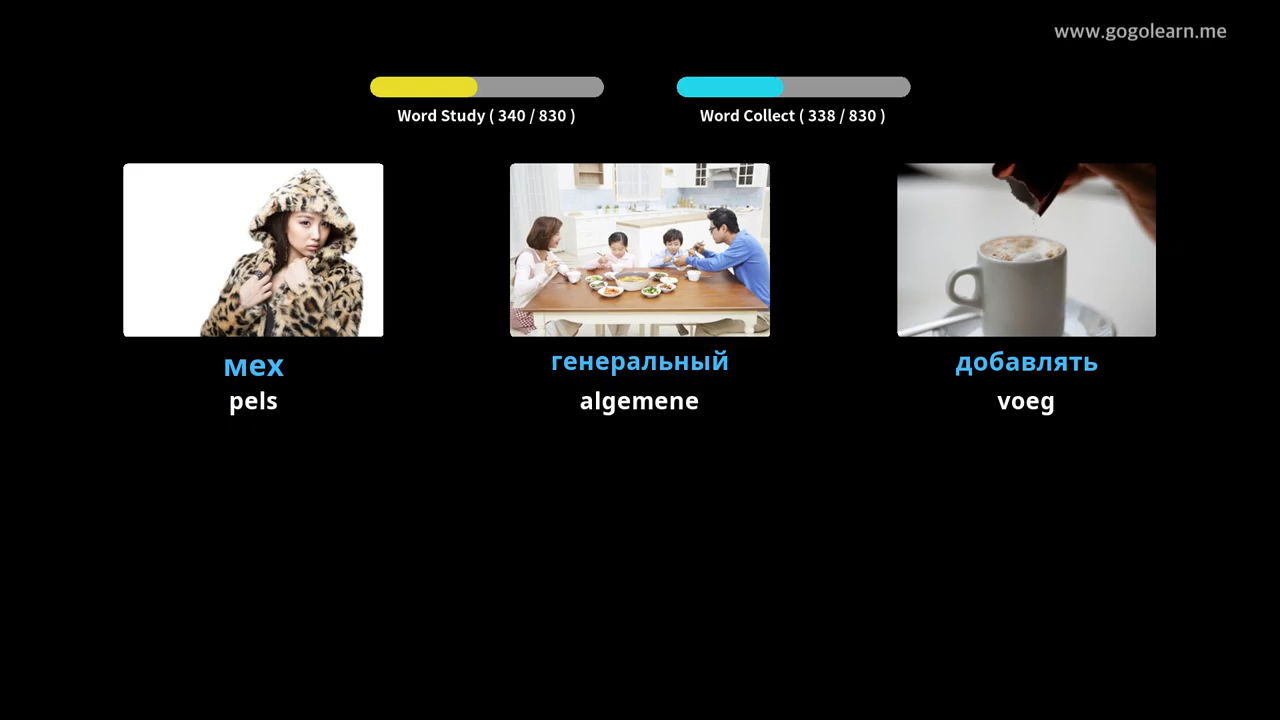 www.gogolearn.me
Word Study ( 340 / 830 )
Word Collect ( 338 / 830 )
мех
генеральный
добавлять
pels
algemene
voeg